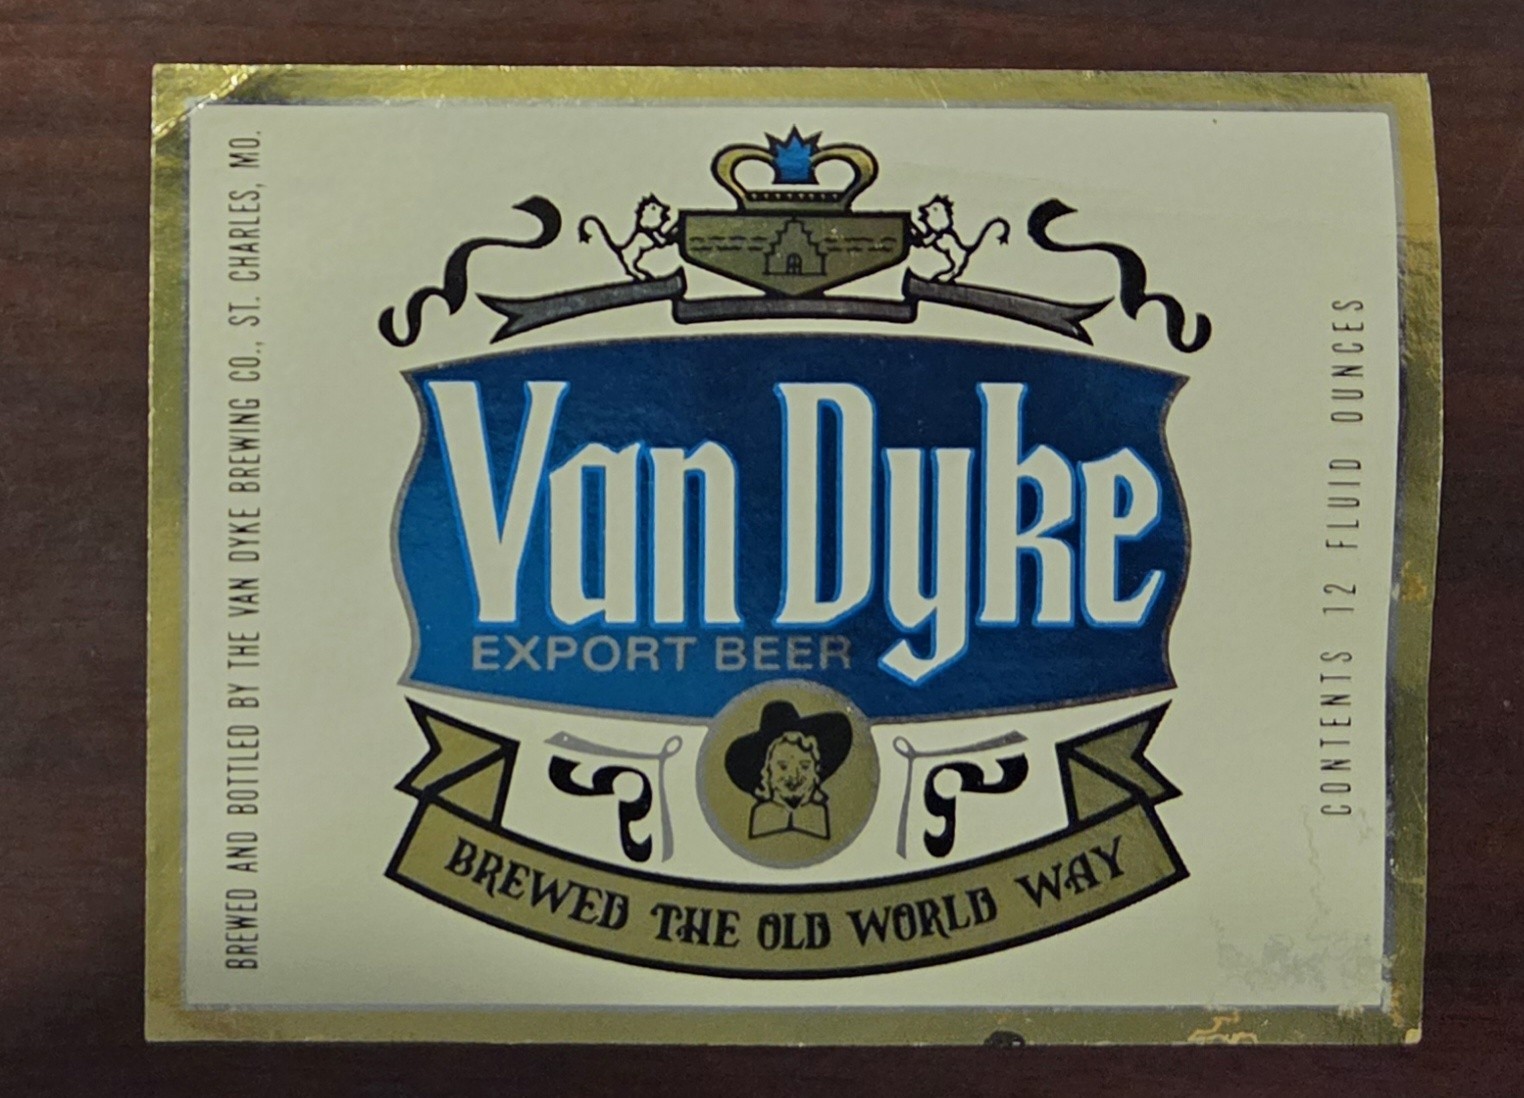 BREWED AND BOTTLED BY THE VAN DYKE BREWING CO., ST. CHARLES, MO.
Van Dyke
EXPORT BEER
BREWED THE OLD WORLD WAY
CONTENTS 12 FLUID OUNCES